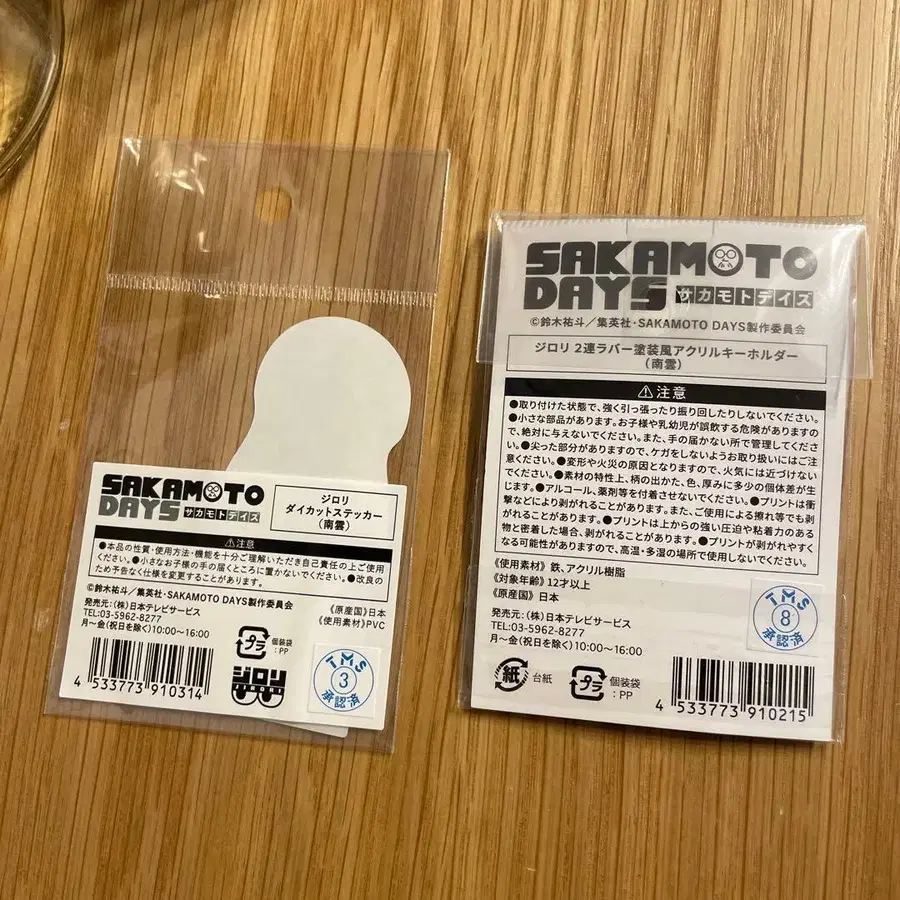 SAKAMOTO
DAYS サカモトデイズ
ジロリ
ダイカットステッカー
(南雲)
⚠注意
●本品の性質・使用方法・機能を十分ご理解いただき自己責任の上ご使用
ください。●小さなお子様の手の届くところに置かないでください。●改良の
ため予告なく仕様を変更することがあります。
©鈴木祐斗/集英社・SAKAMOTO DAYS製作委員会
発売元:(株)日本テレビサービス
TEL:03-5962-8277
月~金(祝日を除く)10:00~16:00
《原産国》日本
《使用素材》PVC
プラ
個装袋
:PP
4 533773 910314
ジロリ
TMS
3
承認済
SAKAMOTO
DAYS サカモトデイズ
©鈴木祐斗/集英社・SAKAMOTO DAYS製作委員会
ジロリ 2連ラバー塗装風アクリルキーホルダー
(南雲)
⚠注意
●取り付けた状態で、強く引っ張ったり振り回したりしないでください。
●小さな部品があります。お子様や乳幼児が誤飲する危険がありますの
で、絶対に与えないでください。また、手の届かない所で管理してくだ
さい。●尖った部分がありますので、ケガをしないようお取り扱いにはご注
意ください。●変形や火災の原因となりますので、火気には近づけない
でください。●素材の特性上、柄の出かた、色、厚みに多少の個体差が生
じます。●アルコール、薬剤等を付着させないでください。●プリントは衝
撃などにより剥がれることがあります。また、ご使用による擦れ等でも剥
がれることがあります。●プリントは上からの強い圧迫や粘着力のある
物と密着した場合、剥がれることがあります。●プリントが剥がれやすく
なる可能性がありますので、高温・多湿の場所で使用しないでください。
《使用素材》鉄、アクリル樹脂
《対象年齢》12才以上
《原産国》日本
発売元:(株)日本テレビサービス
TEL:03-5962-8277
月~金(祝日を除く)10:00~16:00
TMS
8
承認済
紙
台紙
プラ
個装袋
:PP
4 533773 910215